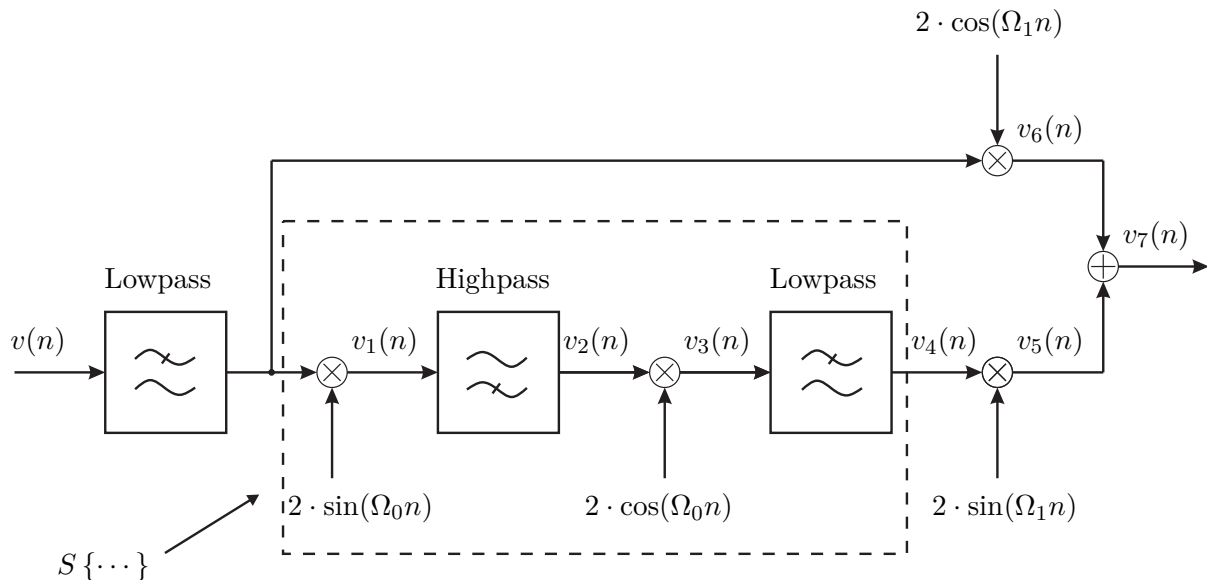 2 · cos(Ω₁n)
v₆(n)
v₇(n)
Lowpass
Highpass
Lowpass
v(n)
v₁(n)
v₂(n)
v₃(n)
v₄(n)
v₅(n)
2 · sin(Ω₀n)
2 · cos(Ω₀n)
2 · sin(Ω₁n)
S {· · ·}